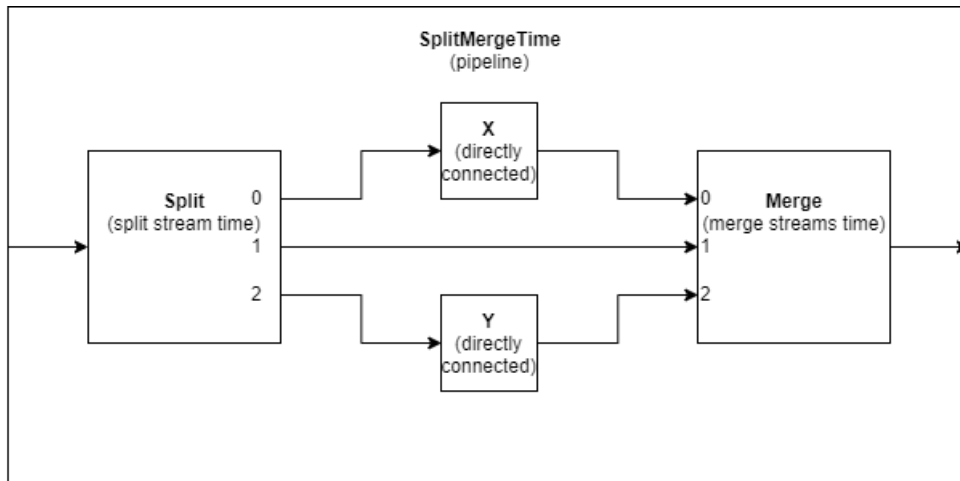 SplitMergeTime
(pipeline)
X
(directly
connected)
Split
(split stream time)
0
1
2
0
1
2
Merge
(merge streams time)
Y
(directly
connected)